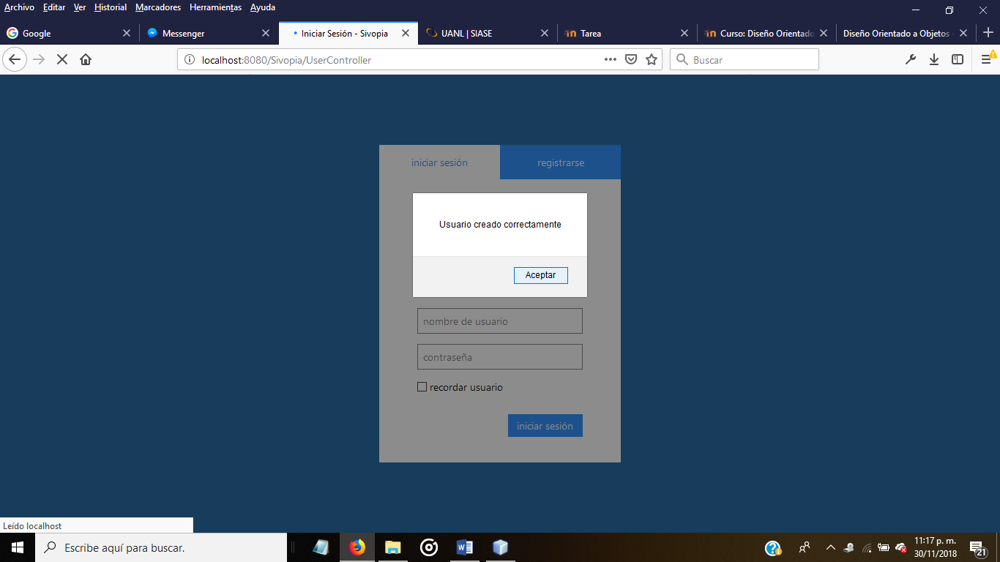 Archivo Editar Ver Historial Marcadores Herramientas Ayuda
Google
Messenger
Iniciar Sesión - Sivopia
UANL | SIASE
Tarea
Curso: Diseño Orientado
Diseño Orientado a Objetos -
localhost:8080/Sivopia/UserController
Buscar
iniciar sesión
registrarse
Usuario creado correctamente
Aceptar
nombre de usuario
contraseña
recordar usuario
iniciar sesión
Leído localhost
Escribe aquí para buscar.
11:17 p. m.
30/11/2018
21